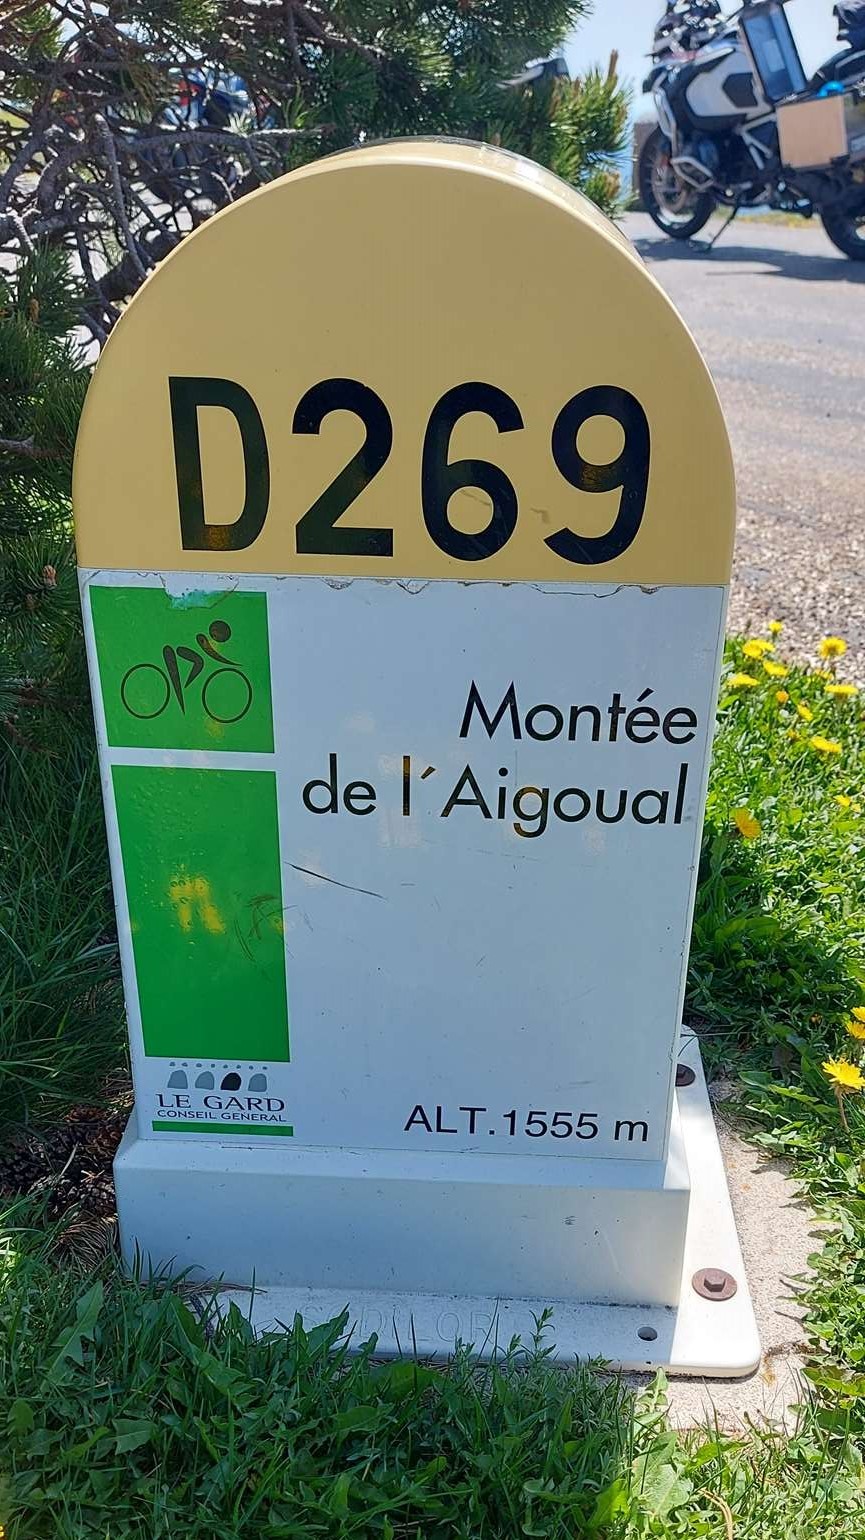 D269
Montée
de l´Aigoual
LE GARD
CONSEIL GENERAL
ALT.1555 m